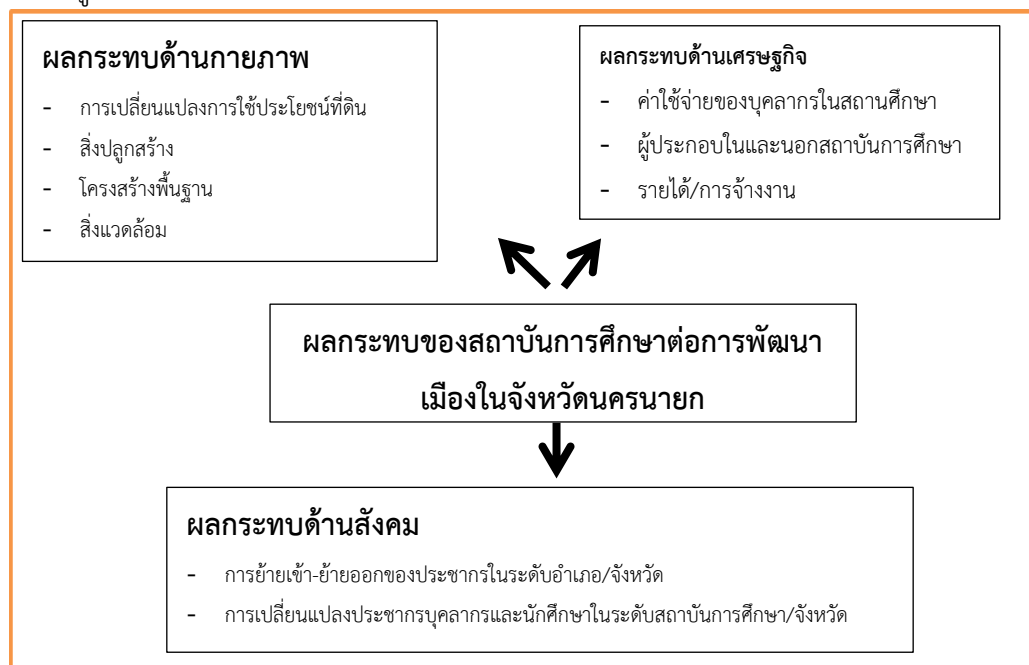 ผลกระทบด้านกายภาพ
- การเปลี่ยนแปลงการใช้ประโยชน์ที่ดิน
- สิ่งปลูกสร้าง
- โครงสร้างพื้นฐาน
- สิ่งแวดล้อม
ผลกระทบด้านเศรษฐกิจ
- ค่าใช้จ่ายของบุคลากรในสถานศึกษา
- ผู้ประกอบในและนอกสถาบันการศึกษา
- รายได้/การจ้างงาน
ผลกระทบของสถาบันการศึกษาต่อการพัฒนา
เมืองในจังหวัดนครนายก
ผลกระทบด้านสังคม
- การย้ายเข้า-ย้ายออกของประชากรในระดับอำเภอ/จังหวัด
- การเปลี่ยนแปลงประชากรบุคลากรและนักศึกษาในระดับสถาบันการศึกษา/จังหวัด